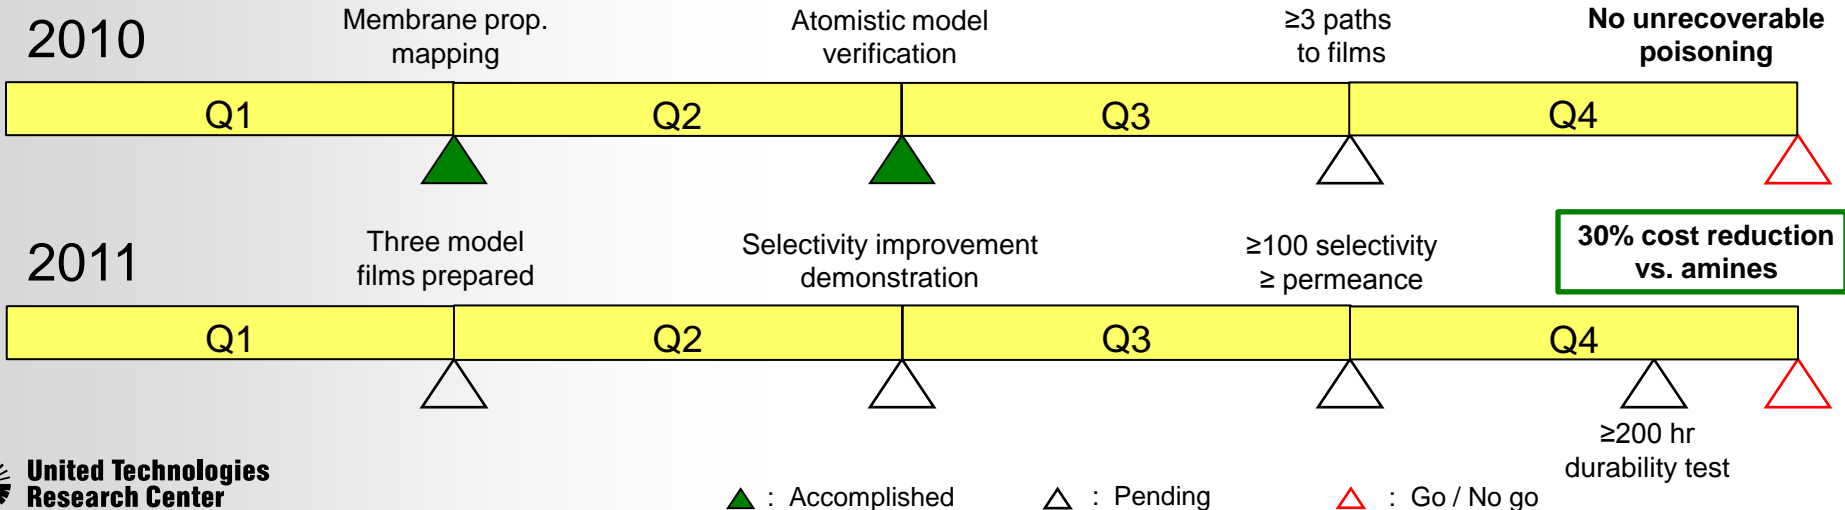 2010
Membrane prop.
mapping
Atomistic model
verification
≥3 paths
to films
No unrecoverable
poisoning
Q1
Q2
Q3
Q4
2011
Three model
films prepared
Selectivity improvement
demonstration
≥100 selectivity
≥ permeance
30% cost reduction
vs. amines
Q1
Q2
Q3
Q4
≥200 hr
durability test
United Technologies
Research Center
: Accomplished
: Pending
: Go / No go